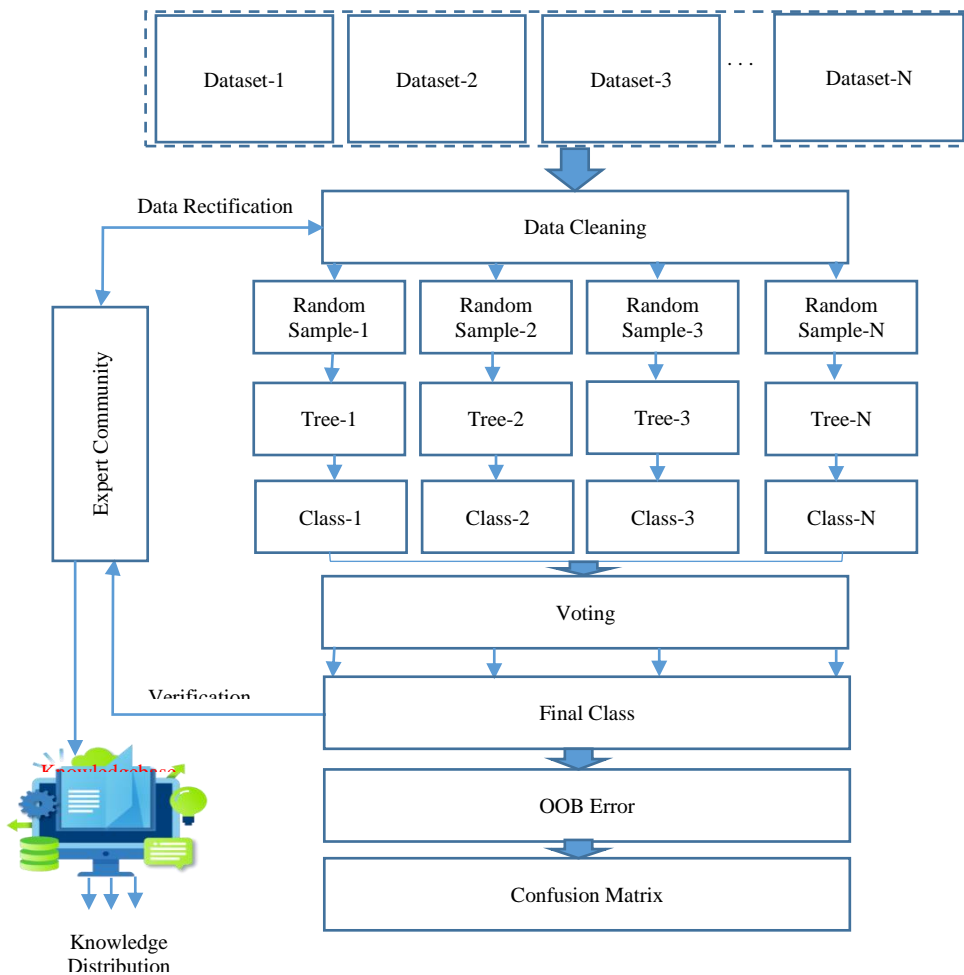 Dataset-1
Dataset-2
Dataset-3
. . .
Dataset-N
Data Rectification
Data Cleaning
Random
Sample-1
Random
Sample-2
Random
Sample-3
Random
Sample-N
Expert Community
Tree-1
Tree-2
Tree-3
Tree-N
Class-1
Class-2
Class-3
Class-N
Voting
Verification
Final Class
Knowledgebase
OOB Error
Confusion Matrix
Knowledge
Distribution